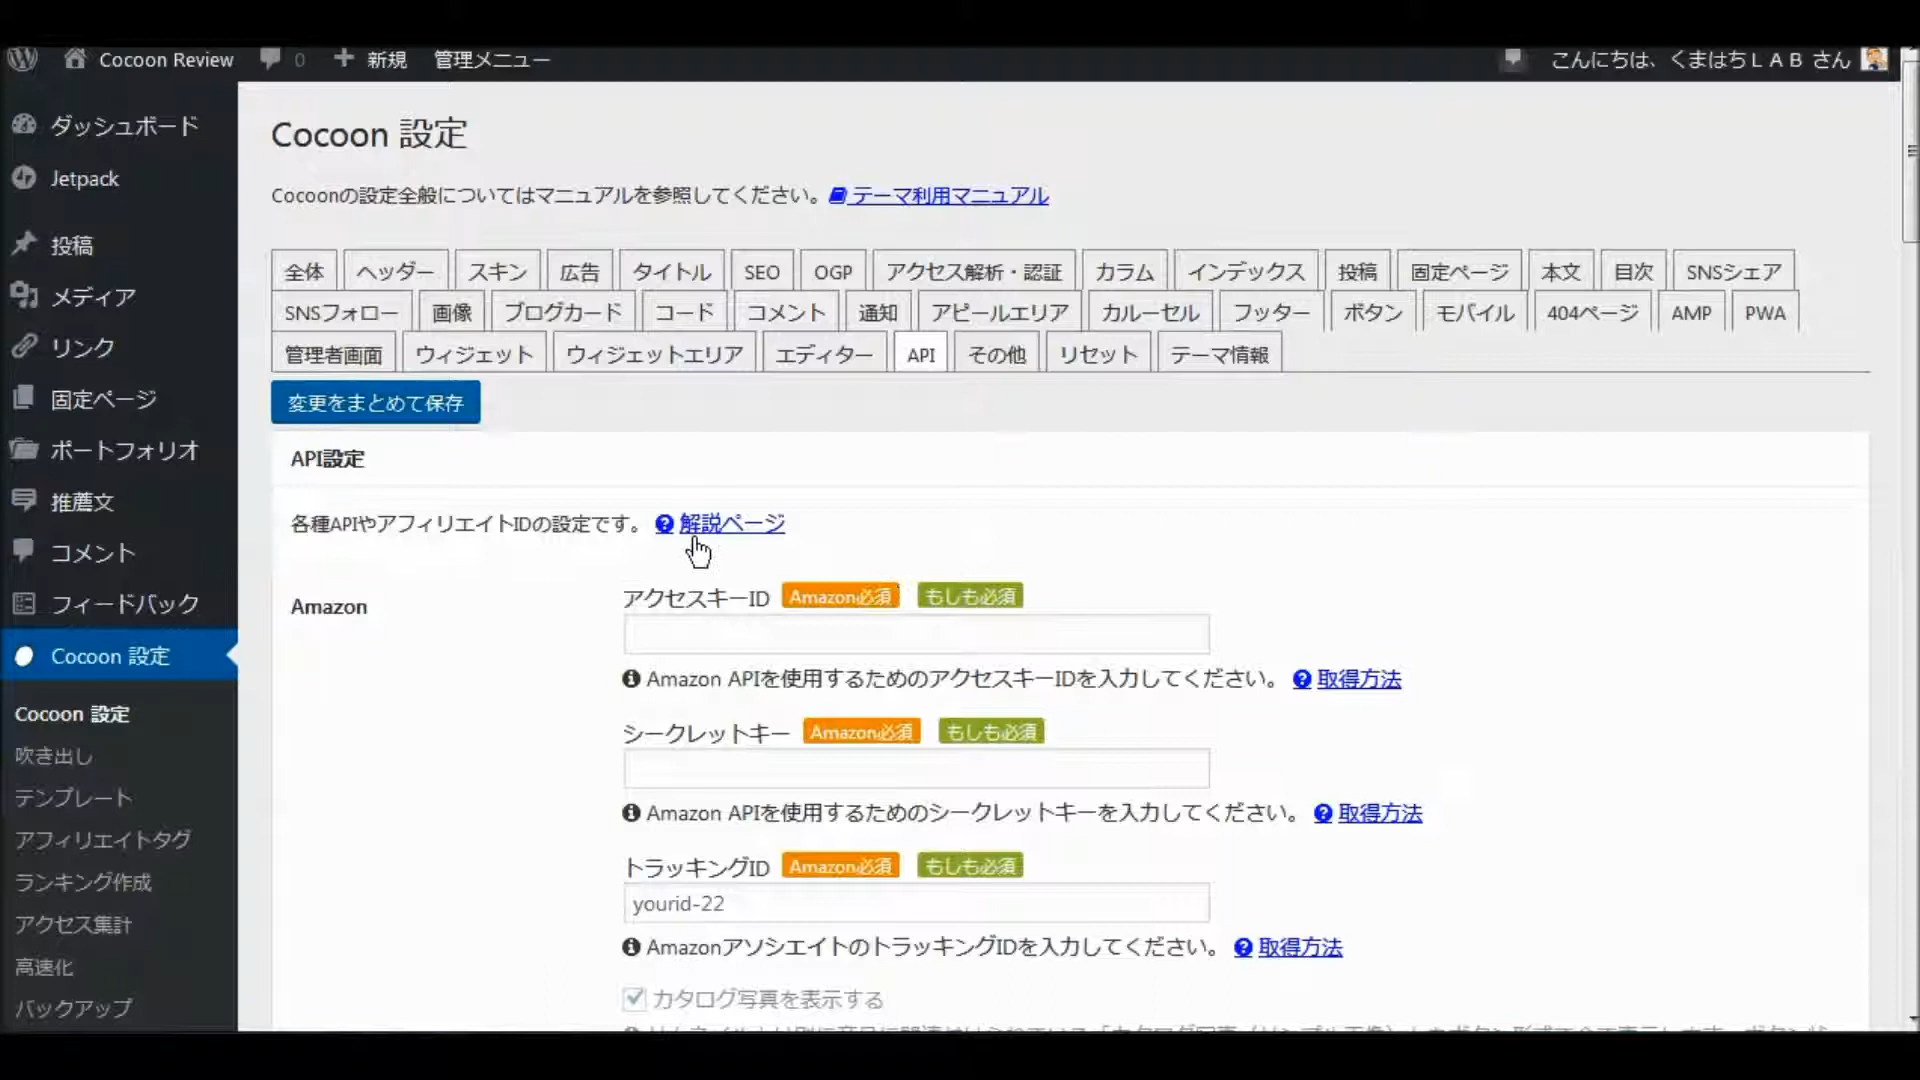 Cocoon Review 0 新規 管理メニュー こんにちは、くまはちＬＡＢ さん
ダッシュボード
Jetpack
投稿
メディア
リンク
固定ページ
ポートフォリオ
推薦文
コメント
フィードバック
Cocoon 設定
Cocoon 設定
吹き出し
テンプレート
アフィリエイトタグ
ランキング作成
アクセス集計
高速化
バックアップ
Cocoon 設定
Cocoonの設定全般についてはマニュアルを参照してください。 テーマ利用マニュアル
全体 ヘッダー スキン 広告 タイトル SEO OGP アクセス解析・認証 カラム インデックス 投稿 固定ページ 本文 目次 SNSシェア
SNSフォロー 画像 ブログカード コード コメント 通知 アピールエリア カルーセル フッター ボタン モバイル 404ページ AMP PWA
管理者画面 ウィジェット ウィジェットエリア エディター API その他 リセット テーマ情報
変更をまとめて保存
API設定
各種APIやアフィリエイトIDの設定です。 解説ページ
Amazon
アクセスキーID Amazon必須 もしも必須
Amazon APIを使用するためのアクセスキーIDを入力してください。 取得方法
シークレットキー Amazon必須 もしも必須
Amazon APIを使用するためのシークレットキーを入力してください。 取得方法
トラッキングID Amazon必須 もしも必須
yourid-22
AmazonアソシエイトのトラッキングIDを入力してください。 取得方法
カタログ写真を表示する